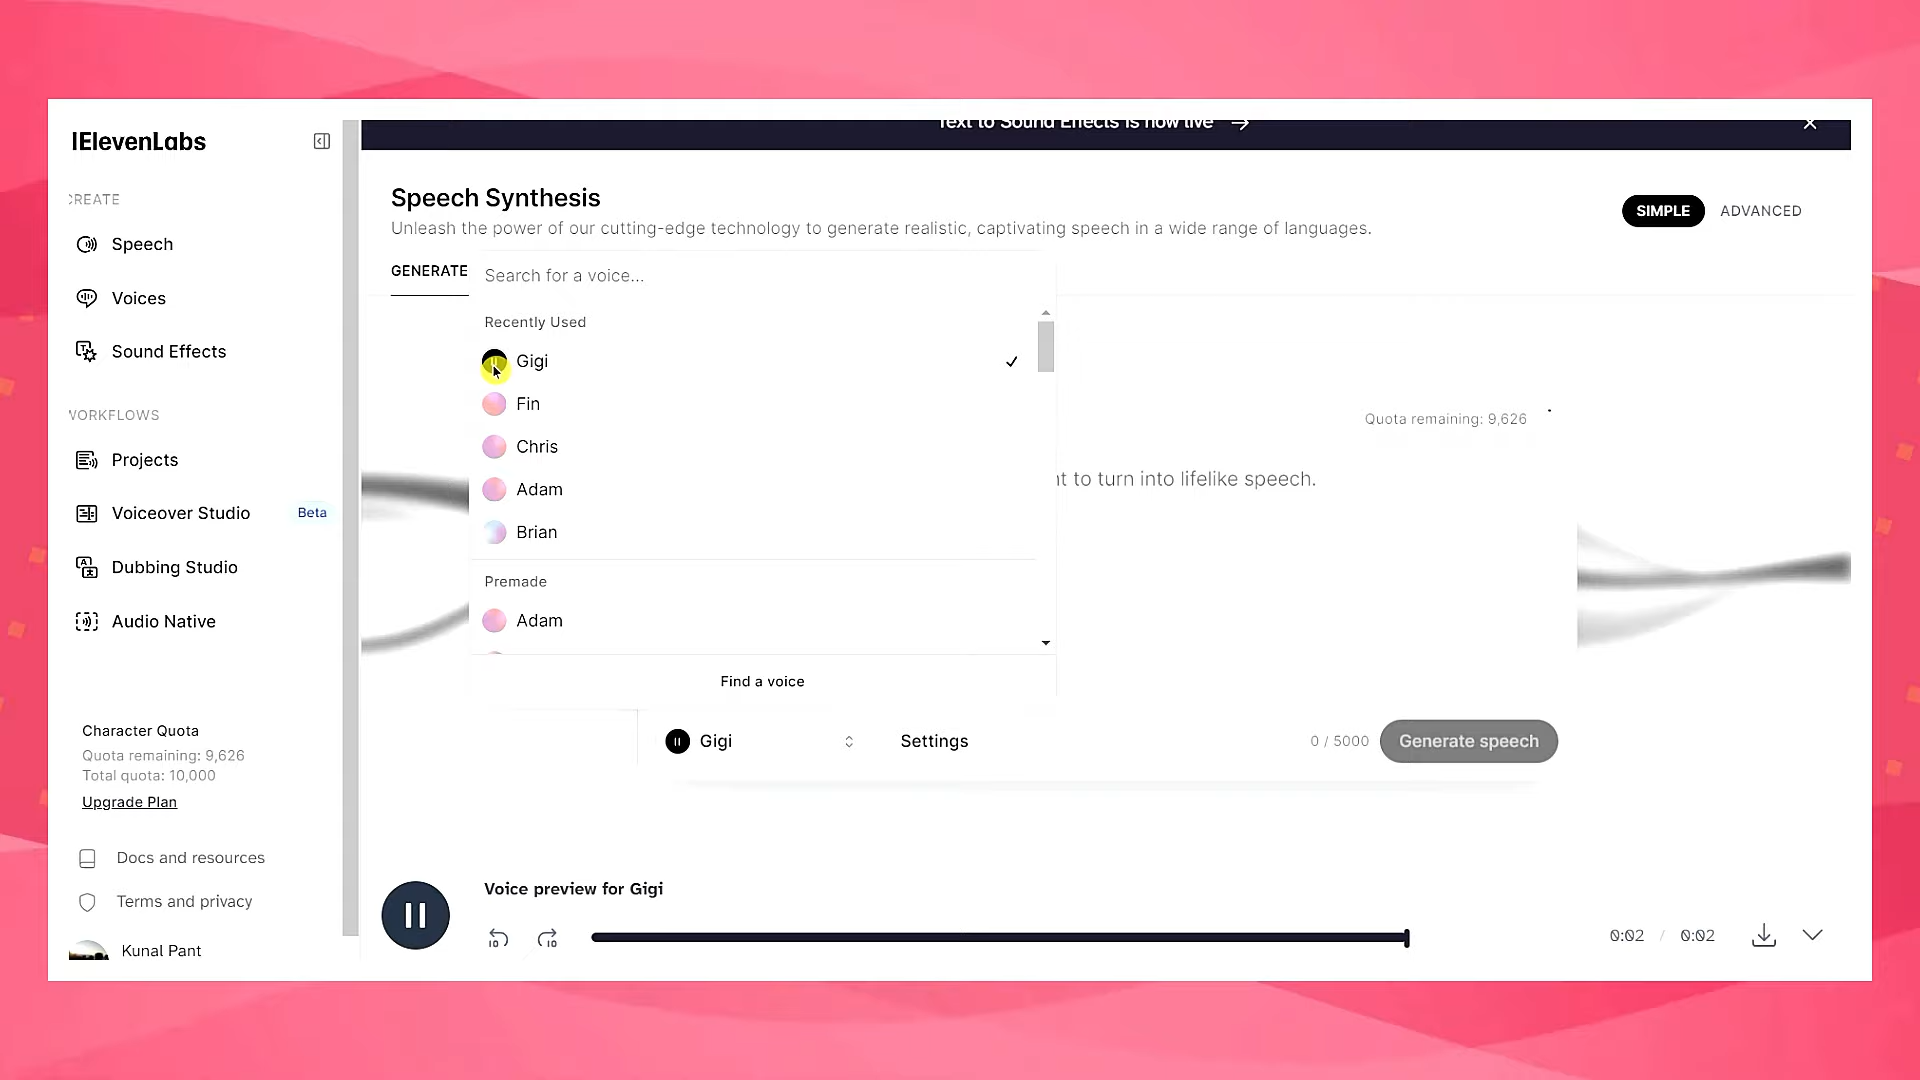 IIElevenLabs
CREATE
Speech
Voices
Sound Effects
WORKFLOWS
Projects
Voiceover Studio Beta
Dubbing Studio
Audio Native
Character Quota
Quota remaining: 9,626
Total quota: 10,000
Upgrade Plan
Docs and resources
Terms and privacy
Kunal Pant
Text to Sound Effects is now live
Speech Synthesis
Unleash the power of our cutting-edge technology to generate realistic, captivating speech in a wide range of languages.
SIMPLE ADVANCED
GENERATE
Search for a voice...
Recently Used
Gigi
Fin
Chris
Adam
Brian
Premade
Adam
Find a voice
Quota remaining: 9,626
to turn into lifelike speech.
Gigi Settings 0 / 5000 Generate speech
Voice preview for Gigi
10 10 0:02 / 0:02